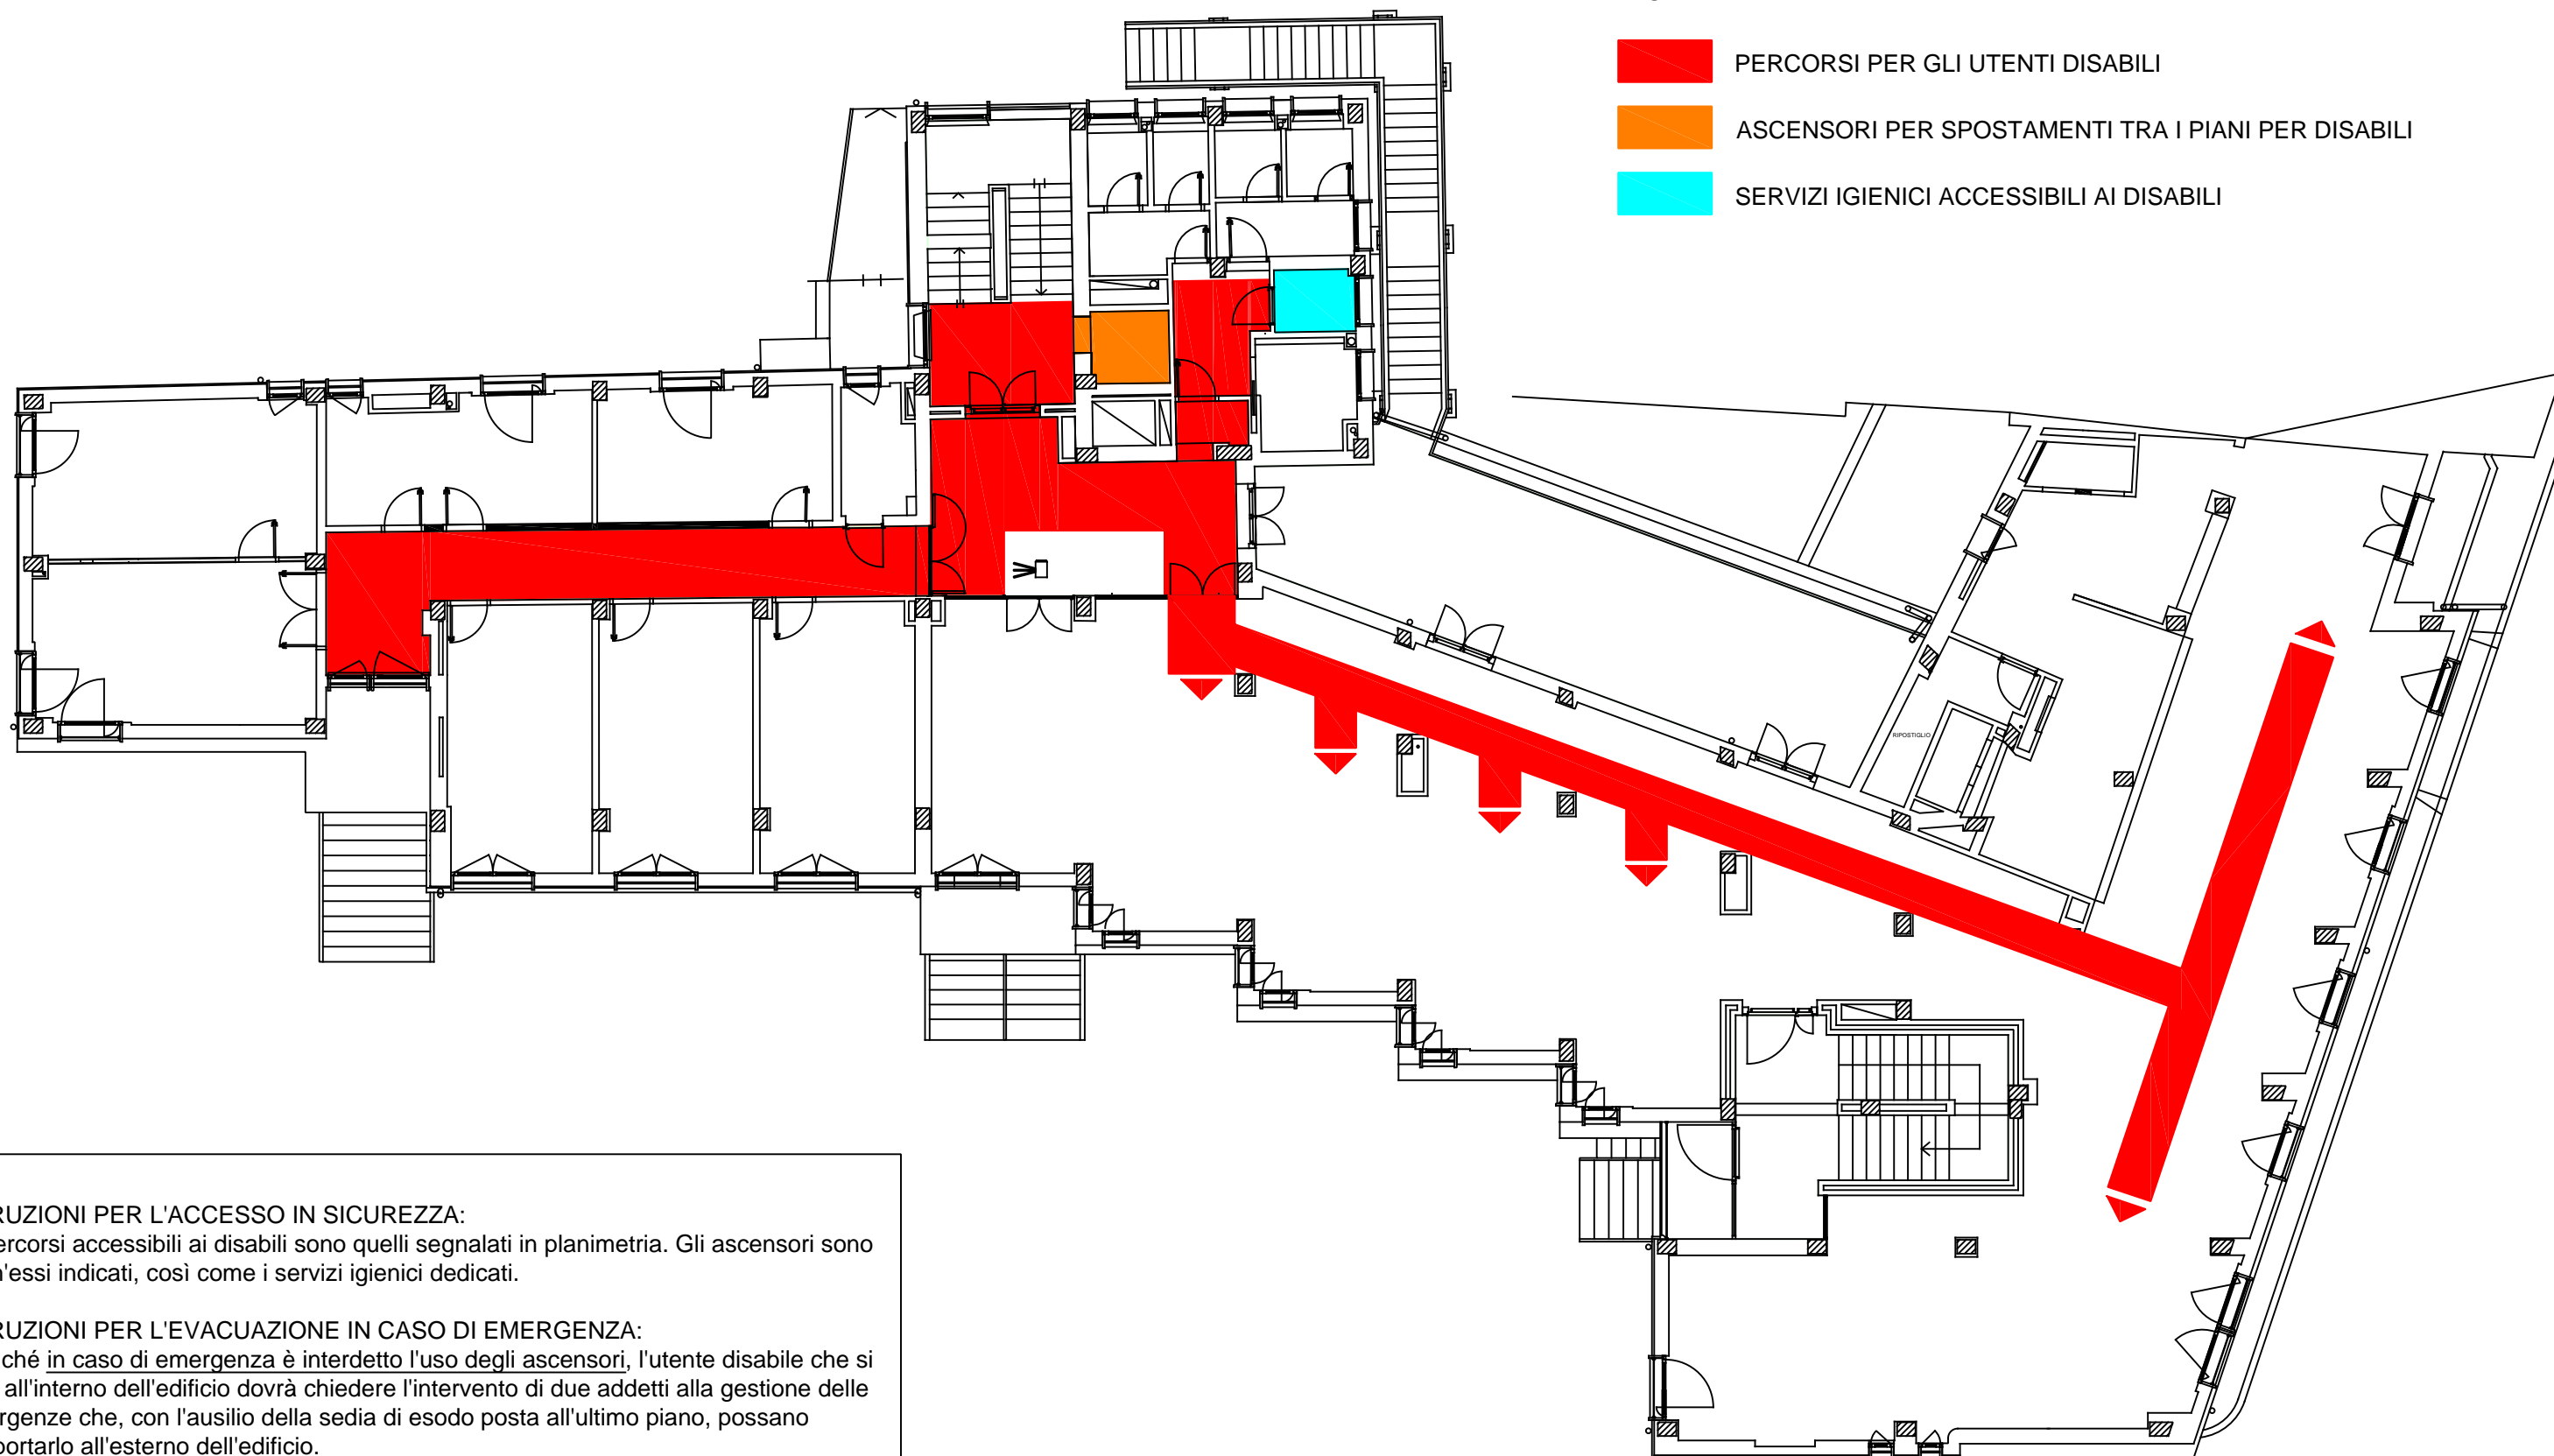 PERCORSI PER GLI UTENTI DISABILI
ASCENSORI PER SPOSTAMENTI TRA I PIANI PER DISABILI
SERVIZI IGIENICI ACCESSIBILI AI DISABILI
RIPOSTIGLIO
RUZIONI PER L'ACCESSO IN SICUREZZA:
ercorsi accessibili ai disabili sono quelli segnalati in planimetria. Gli ascensori sono
'essi indicati, così come i servizi igienici dedicati.
RUZIONI PER L'EVACUAZIONE IN CASO DI EMERGENZA:
ché in caso di emergenza è interdetto l'uso degli ascensori, l'utente disabile che si
all'interno dell'edificio dovrà chiedere l'intervento di due addetti alla gestione delle
rgenze che, con l'ausilio della sedia di esodo posta all'ultimo piano, possano
portarlo all'esterno dell'edificio.